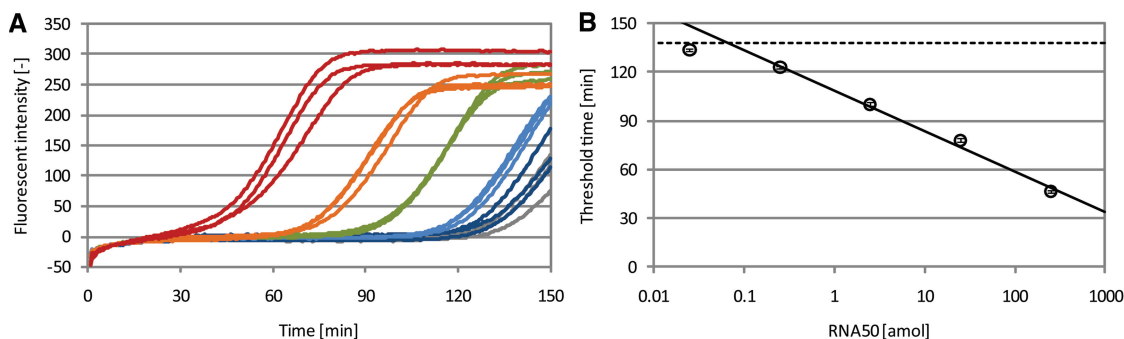 A
Fluorescent intensity [-]
350
300
250
200
150
100
50
0
-50
0 30 60 90 120 150
Time [min]
B
Threshold time [min]
150
120
90
60
30
0
0.01 0.1 1 10 100 1000
RNA50 [amol]